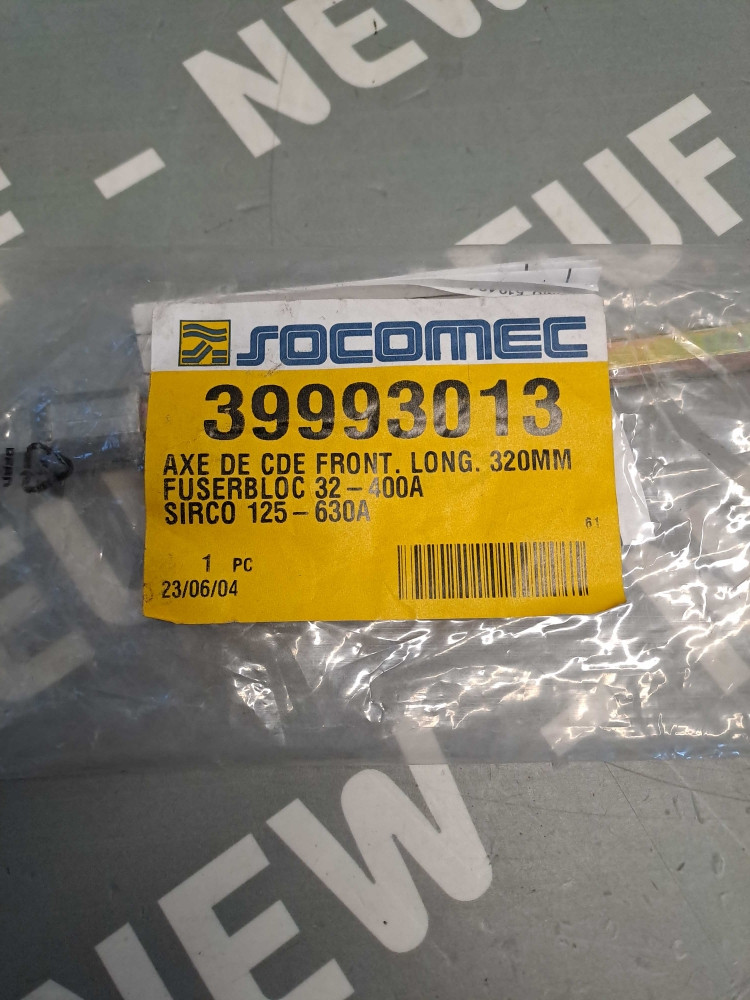 - NEW
NEUF
SOCOMEC
39993013
AXE DE CDE FRONT. LONG. 320MM
FUSERBLOC 32-400A
SIRCO 125-630A
61
1 PC
23/06/04
NEW -